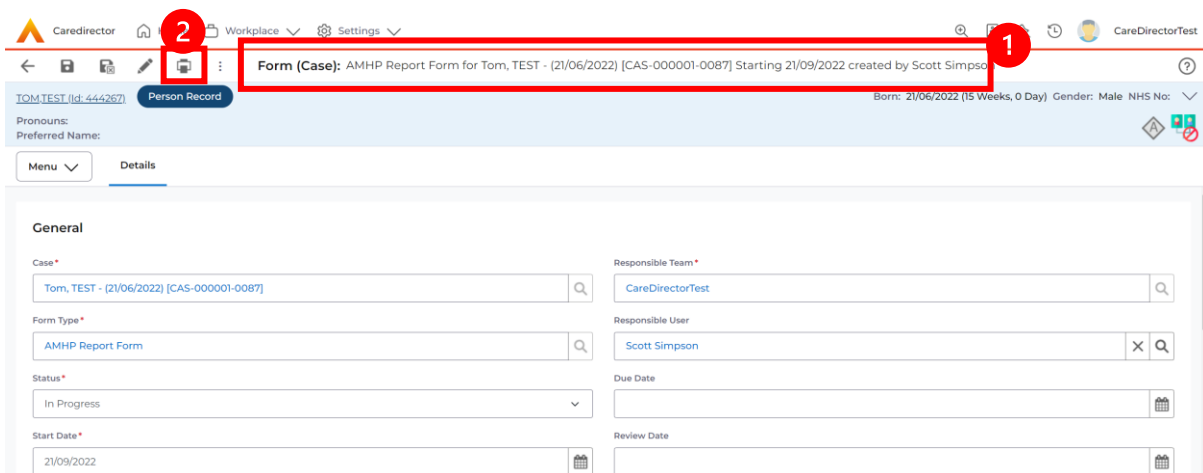 Caredirector
2
Workplace
Settings
CareDirectorTest
1
Form (Case): AMHP Report Form for Tom, TEST - (21/06/2022) [CAS-000001-0087] Starting 21/09/2022 created by Scott Simpson
TOM,TEST (Id: 444267)
Person Record
Born: 21/06/2022 (15 Weeks, 0 Day) Gender: Male NHS No:
Pronouns:
Preferred Name:
A
Menu
Details
General
Case*
Responsible Team*
Tom, TEST - (21/06/2022) [CAS-000001-0087]
CareDirectorTest
Form Type*
Responsible User
AMHP Report Form
Scott Simpson
Status*
Due Date
In Progress
Start Date*
Review Date
21/09/2022